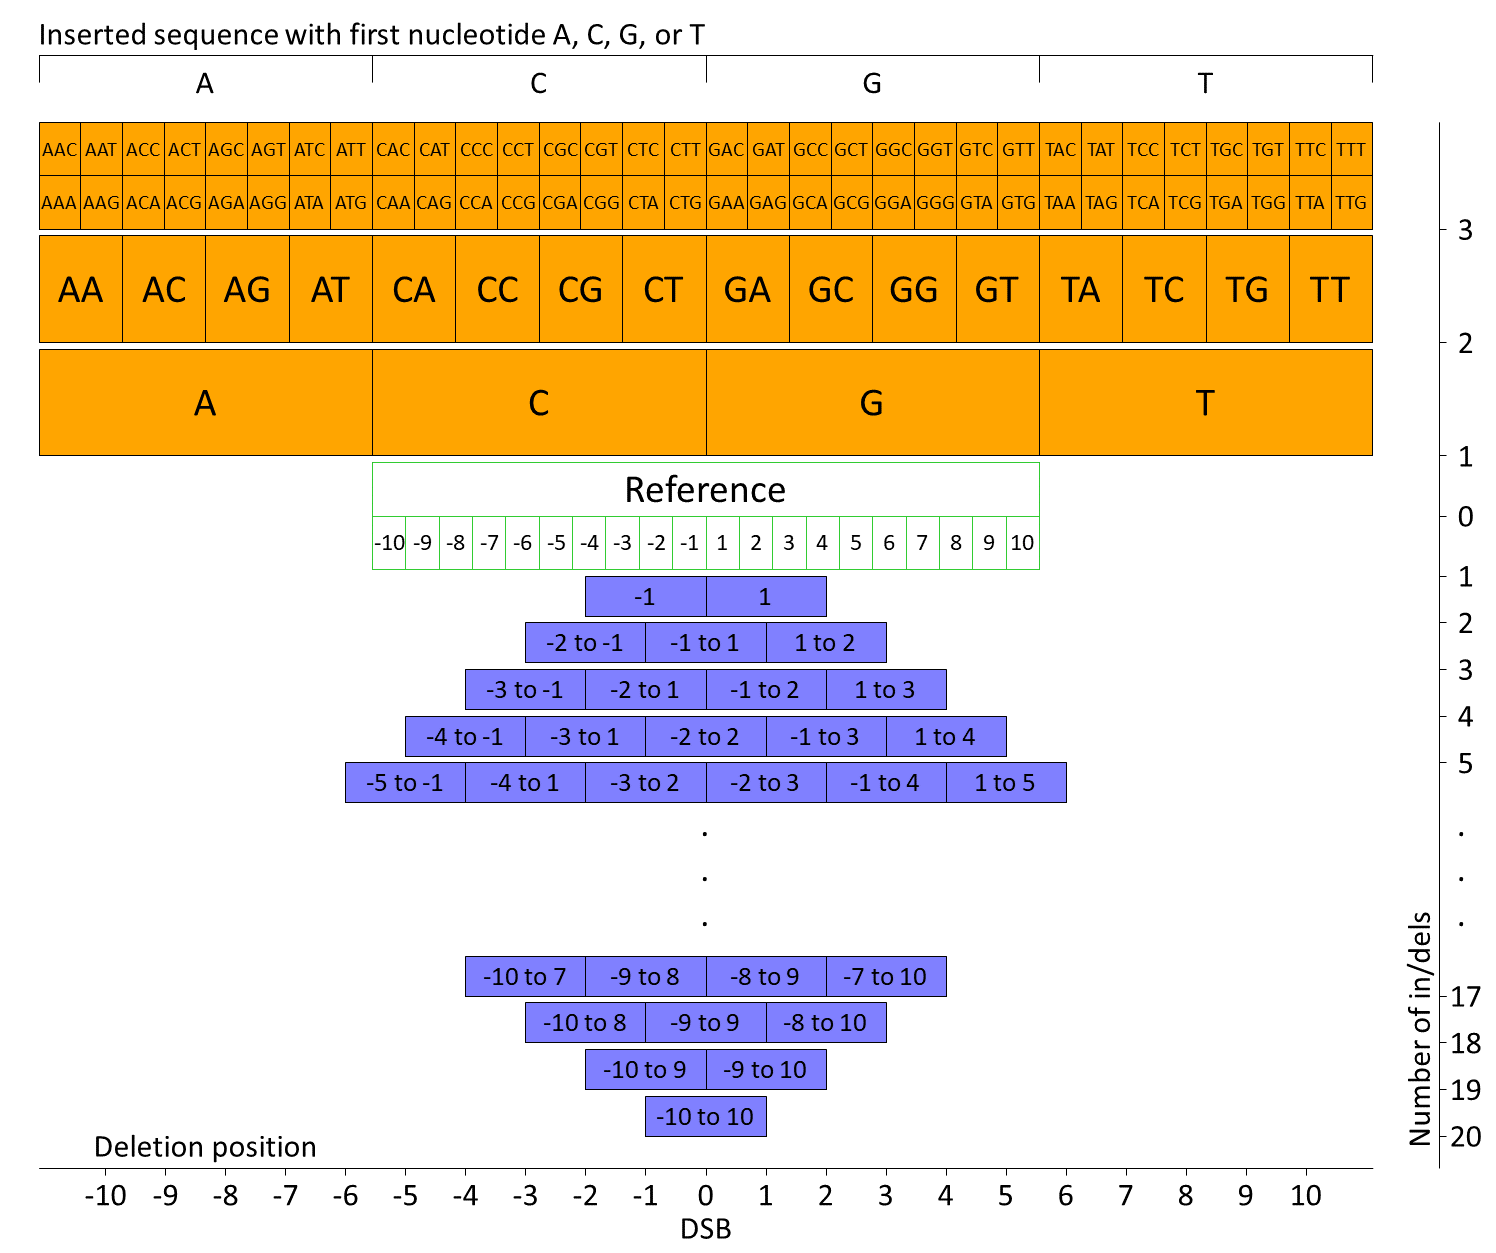 Inserted sequence with first nucleotide A, C, G, or T
A C G T
AAC AAT ACC ACT AGC AGT ATC ATT CAC CAT CCC CCT CGC CGT CTC CTT GAC GAT GCC GCT GGC GGT GTC GTT TAC TAT TCC TCT TGC TGT TTC TTT
AAA AAG ACA ACG AGA AGG ATA ATG CAA CAG CCA CCG CGA CGG CTA CTG GAA GAG GCA GCG GGA GGG GTA GTG TAA TAG TCA TCG TGA TGG TTA TTG
3
AA AC AG AT CA CC CG CT GA GC GG GT TA TC TG TT
2
A C G T
1
Reference
0
-10 -9 -8 -7 -6 -5 -4 -3 -2 -1 1 2 3 4 5 6 7 8 9 10
1
-1 1
2
-2 to -1 -1 to 1 1 to 2
3
-3 to -1 -2 to 1 -1 to 2 1 to 3
4
-4 to -1 -3 to 1 -2 to 2 -1 to 3 1 to 4
5
-5 to -1 -4 to 1 -3 to 2 -2 to 3 -1 to 4 1 to 5
. .
. .
. .
-10 to 7 -9 to 8 -8 to 9 -7 to 10
17
-10 to 8 -9 to 9 -8 to 10
18
-10 to 9 -9 to 10
19
-10 to 10
20
Number of in/dels
Deletion position
-10 -9 -8 -7 -6 -5 -4 -3 -2 -1 0 1 2 3 4 5 6 7 8 9 10
DSB